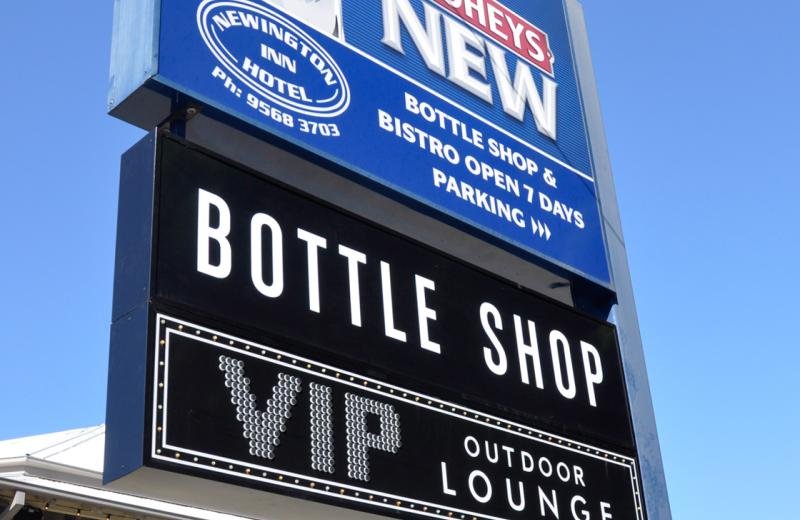 NEWINGTON
INN
HOTEL
Ph: 9568 3703
NEW
BOTTLE SHOP &
BISTRO OPEN 7 DAYS
PARKING
BOTTLE SHOP
VIP
OUTDOOR
LOUNGE